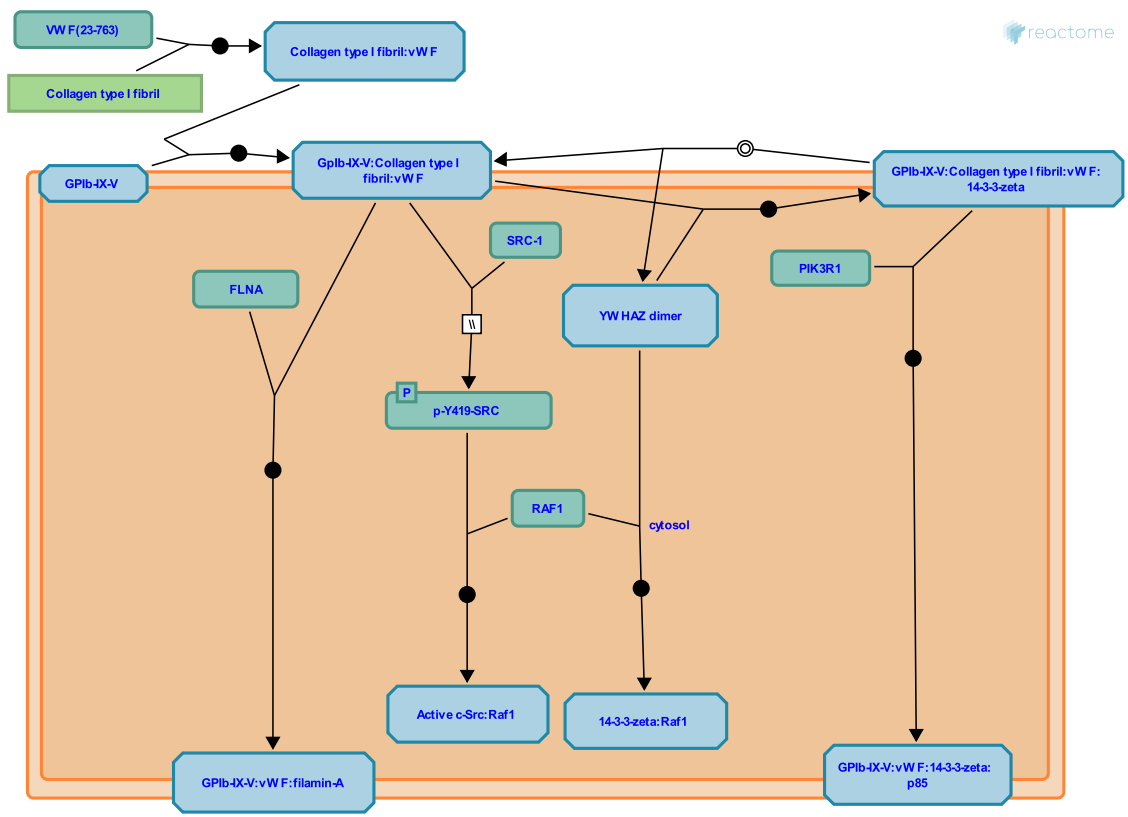 VWF(23-763)
Collagen type I fibril:vWF
reactome
Collagen type I fibril
GpIb-IX-V:Collagen type I
fibril:vWF
GPIb-IX-V:Collagen type I fibril:vWF:
14-3-3-zeta
GPIb-IX-V
SRC-1
PIK3R1
FLNA
YWHAZ dimer
\\
P
p-Y419-SRC
RAF1
cytosol
Active c-Src:Raf1
14-3-3-zeta:Raf1
GPIb-IX-V:vWF:filamin-A
GPIb-IX-V:vWF:14-3-3-zeta:
p85